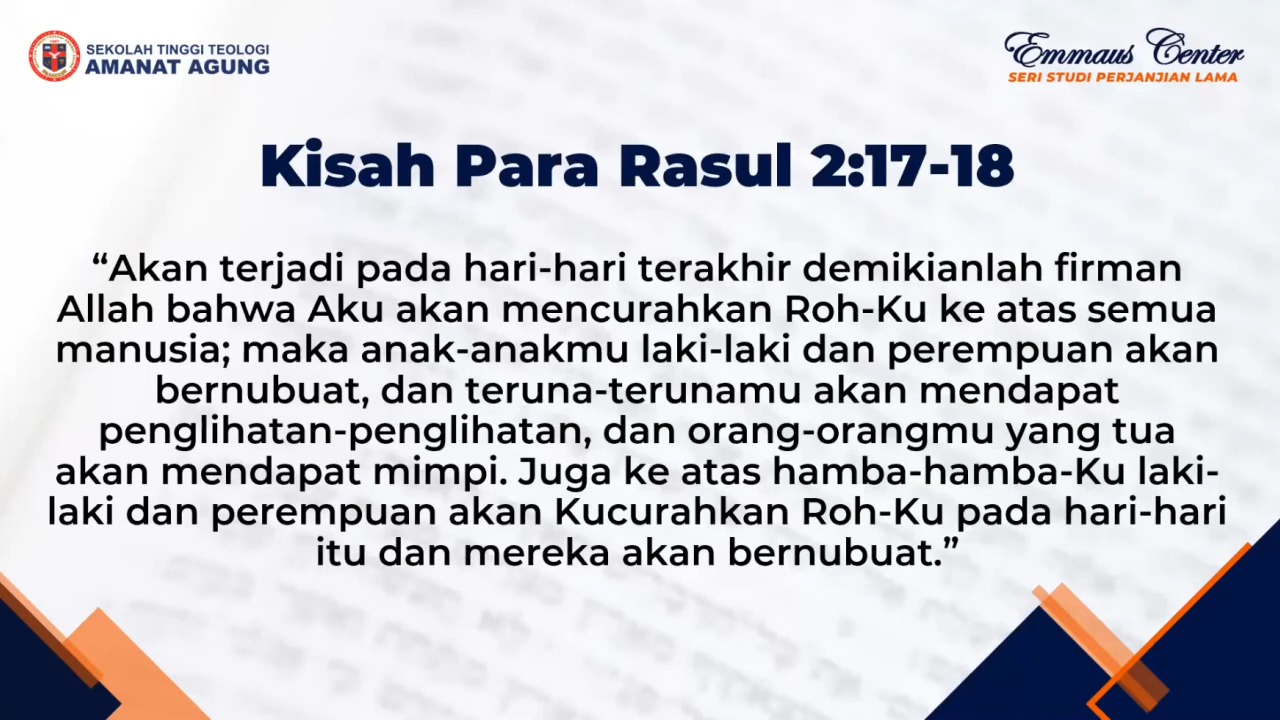 SEKOLAH TINGGI TEOLOGI
AMANAT AGUNG
Emmaus Center
SERI STUDI PERJANJIAN LAMA
Kisah Para Rasul 2:17-18
“Akan terjadi pada hari-hari terakhir demikianlah firman
Allah bahwa Aku akan mencurahkan Roh-Ku ke atas semua
manusia; maka anak-anakmu laki-laki dan perempuan akan
bernubuat, dan teruna-terunamu akan mendapat
penglihatan-penglihatan, dan orang-orangmu yang tua
akan mendapat mimpi. Juga ke atas hamba-hamba-Ku laki-
laki dan perempuan akan Kucurahkan Roh-Ku pada hari-hari
itu dan mereka akan bernubuat.”